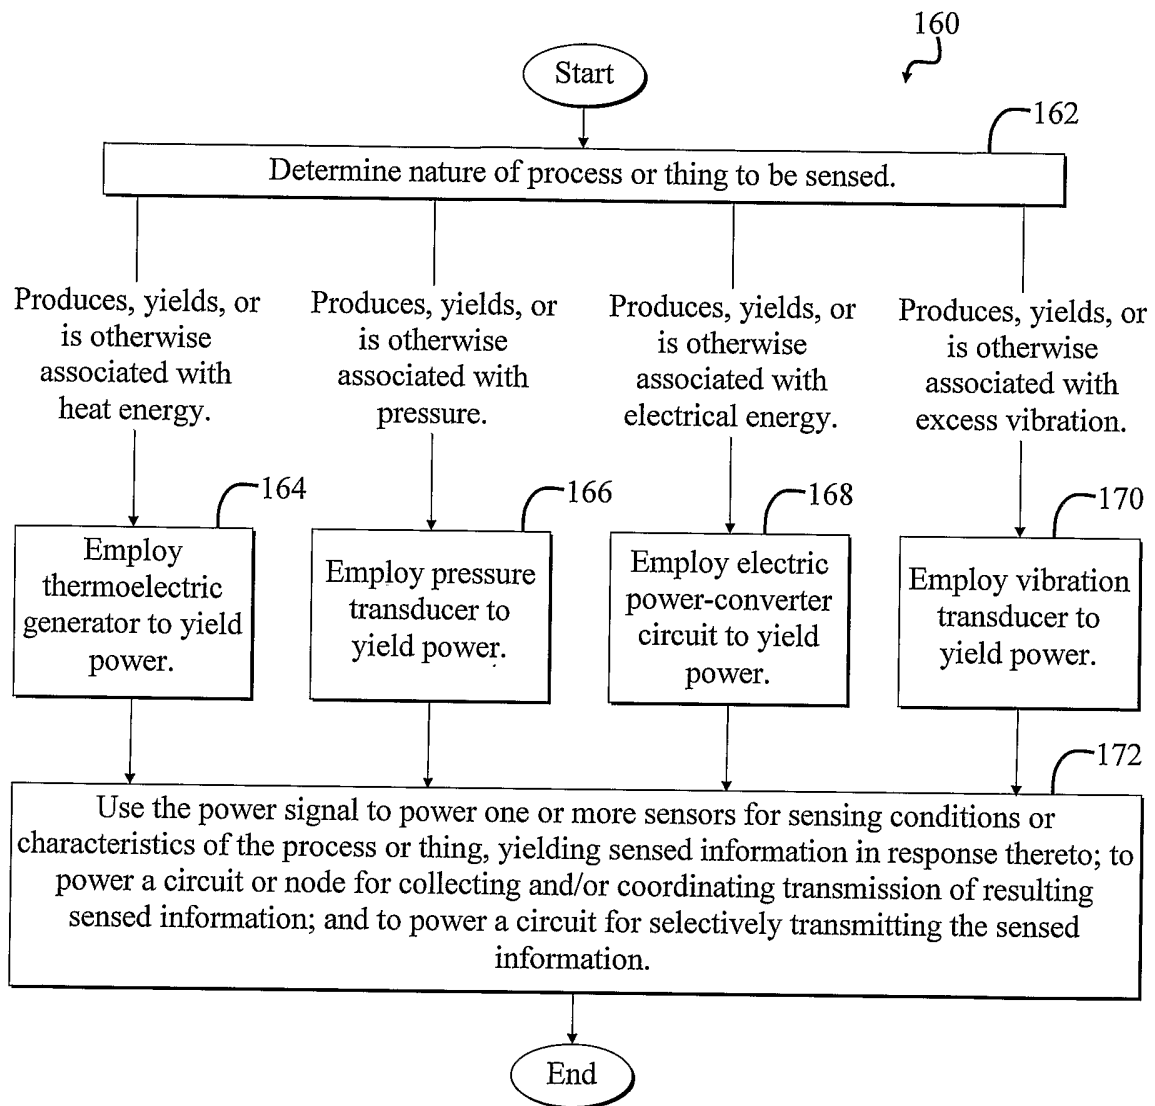 160
Start
162
Determine nature of process or thing to be sensed.
Produces, yields, or
is otherwise
associated with
heat energy.
Produces, yields, or
is otherwise
associated with
pressure.
Produces, yields, or
is otherwise
associated with
electrical energy.
Produces, yields, or
is otherwise
associated with
excess vibration.
164
Employ
thermoelectric
generator to yield
power.
166
Employ pressure
transducer to
yield power.
168
Employ electric
power-converter
circuit to yield
power.
170
Employ vibration
transducer to
yield power.
172
Use the power signal to power one or more sensors for sensing conditions or
characteristics of the process or thing, yielding sensed information in response thereto; to
power a circuit or node for collecting and/or coordinating transmission of resulting
sensed information; and to power a circuit for selectively transmitting the sensed
information.
End